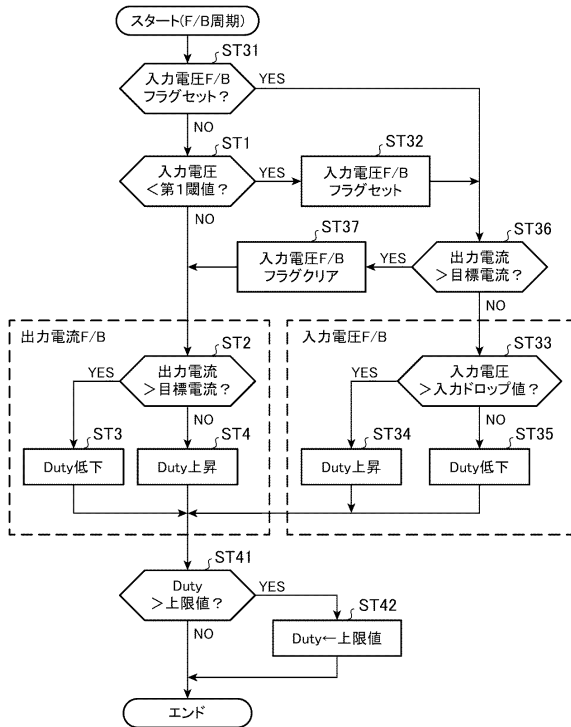 スタート(F/B周期)
ST31
入力電圧F/B
フラグセット?
YES
NO
ST1
入力電圧
<第1閾値?
YES
NO
ST32
入力電圧F/B
フラグセット
ST37
入力電圧F/B
フラグクリア
YES
ST36
出力電流
>目標電流?
NO
出力電流F/B
ST2
出力電流
>目標電流?
YES
NO
ST3
Duty低下
ST4
Duty上昇
入力電圧F/B
ST33
入力電圧
>入力ドロップ値?
YES
NO
ST34
Duty上昇
ST35
Duty低下
ST41
Duty
>上限値?
YES
NO
ST42
Duty←上限値
エンド